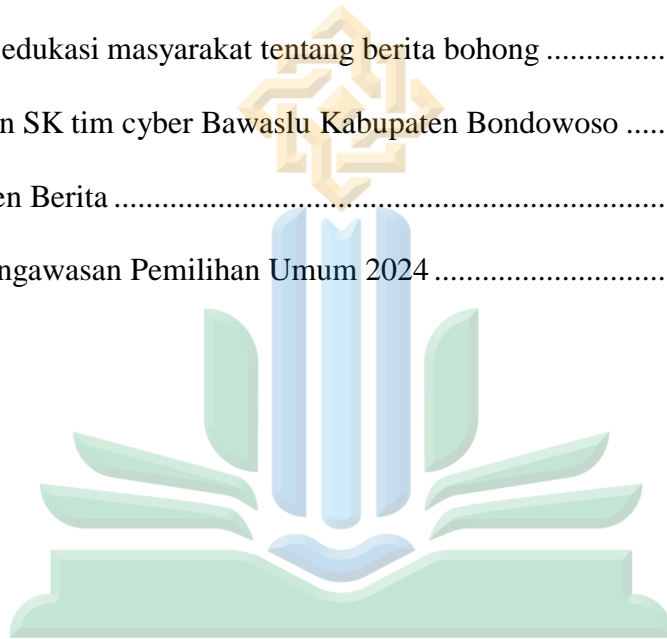 edukasi masyarakat tentang berita bohong ...............
n SK tim cyber Bawaslu Kabupaten Bondowoso .....
en Berita ......................................................................
ngawasan Pemilihan Umum 2024 .............................